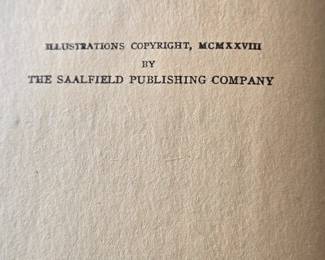 ILLUSTRATIONS COPYRIGHT, MCMXXVIII
BY
THE SAALFIELD PUBLISHING COMPANY